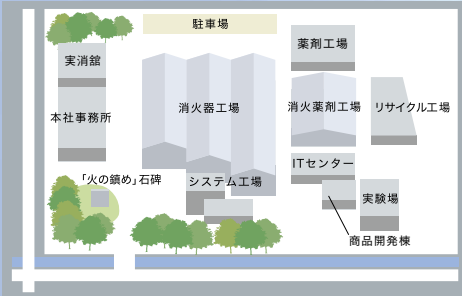 駐車場
薬剤工場
実消舘
本社事務所
消火器工場
消火薬剤工場
リサイクル工場
ITセンター
「火の鎮め」石碑
システム工場
実験場
商品開発棟